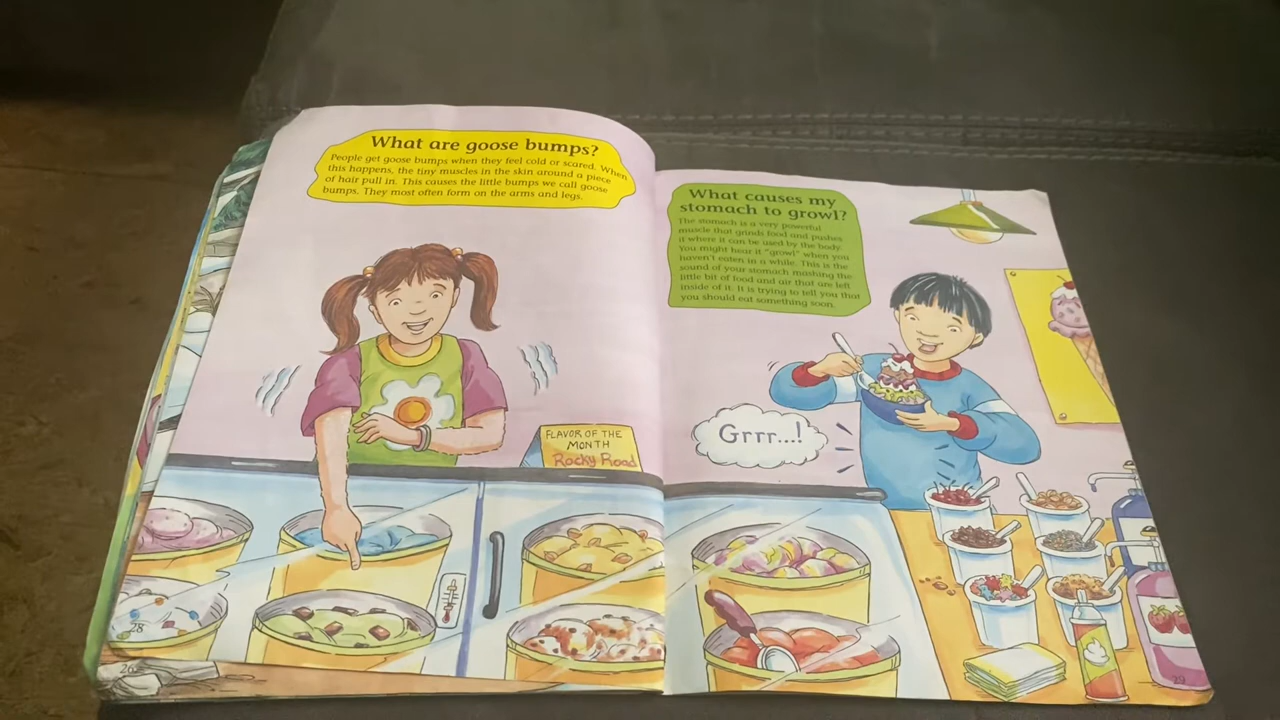 What are goose bumps?
People get goose bumps when they feel cold or scared. When
this happens, the tiny muscles in the skin around a piece
of hair pull in. This causes the little bumps we call goose
bumps. They most often form on the arms and legs.
FLAVOR OF THE
MONTH
Rocky Road
28
26
What causes my
stomach to growl?
The stomach is a very powerful
muscle that grinds food and pushes
it where it can be used by the body.
You might hear it "growl" when you
haven't eaten in a while. This is the
sound of your stomach mashing the
little bit of food and air that are left
inside of it. It is trying to tell you that
you should eat something soon.
Grrr...!
29